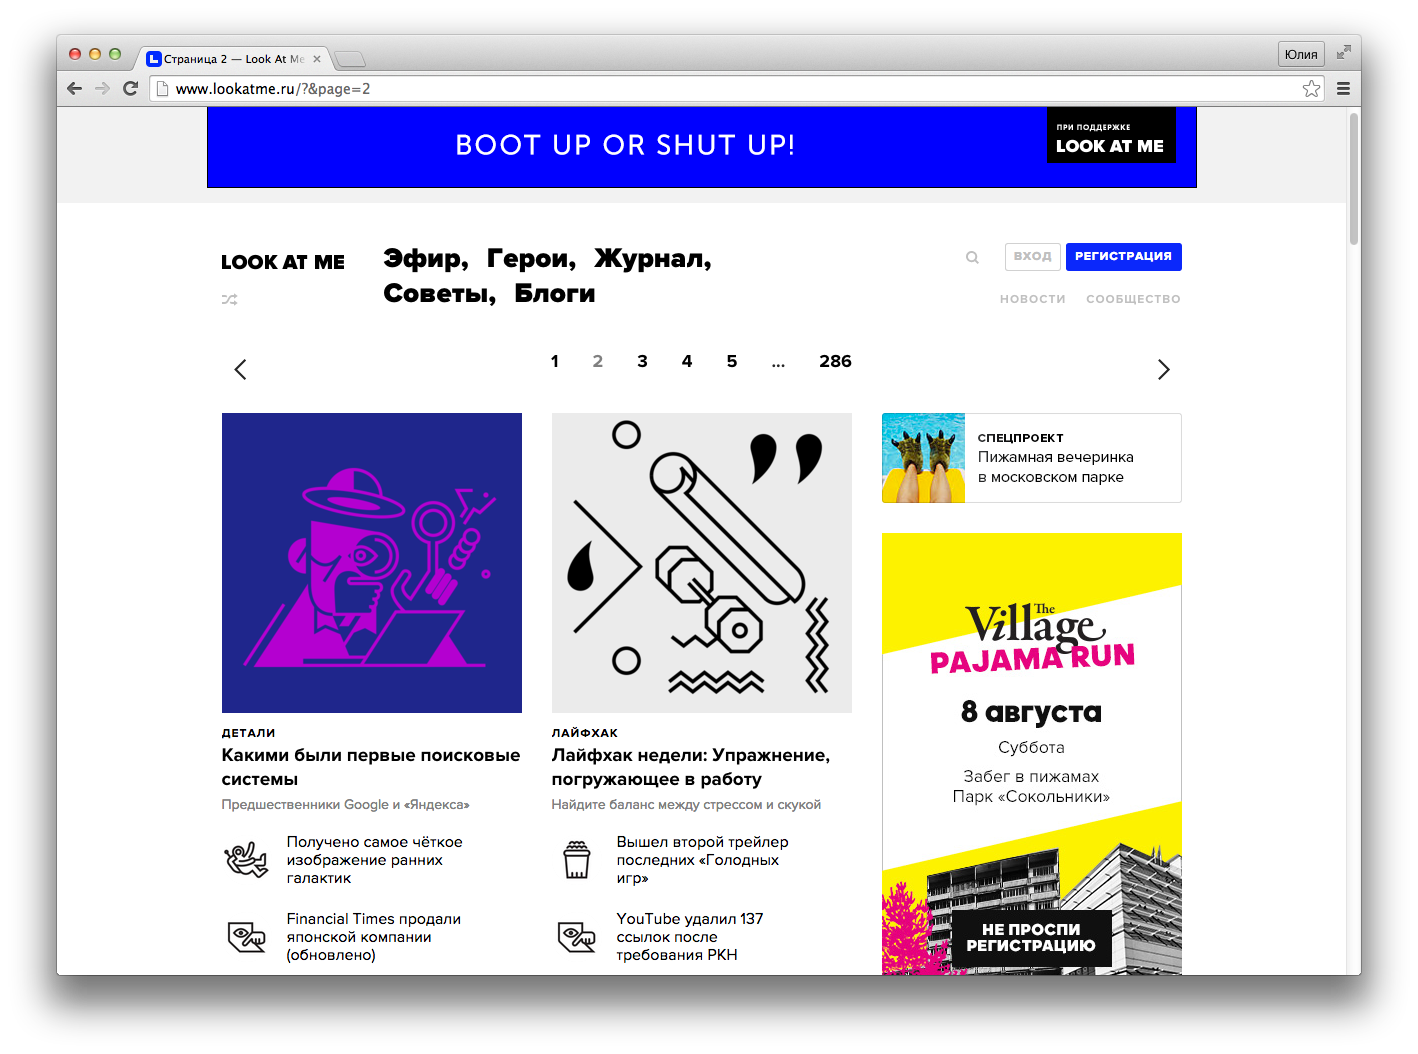 Страница 2 — Look At Me
Юлия
www.lookatme.ru/?&page=2
BOOT UP OR SHUT UP!
ПРИ ПОДДЕРЖКЕ
LOOK AT ME
LOOK AT ME
Эфир, Герои, Журнал,
Советы, Блоги
ВХОД
РЕГИСТРАЦИЯ
НОВОСТИ
СООБЩЕСТВО
1 2 3 4 5 ... 286
ДЕТАЛИ
Какими были первые поисковые
системы
Предшественники Google и «Яндекса»
Получено самое чёткое
изображение ранних
галактик
Financial Times продали
японской компании
(обновлено)
ЛАЙФХАК
Лайфхак недели: Упражнение,
погружающее в работу
Найдите баланс между стрессом и скукой
Вышел второй трейлер
последних «Голодных
игр»
YouTube удалил 137
ссылок после
требования РКН
СПЕЦПРОЕКТ
Пижамная вечеринка
в московском парке
The
Village
PAJAMA RUN
8 августа
Суббота
Забег в пижамах
Парк «Сокольники»
НЕ ПРОСПИ
РЕГИСТРАЦИЮ